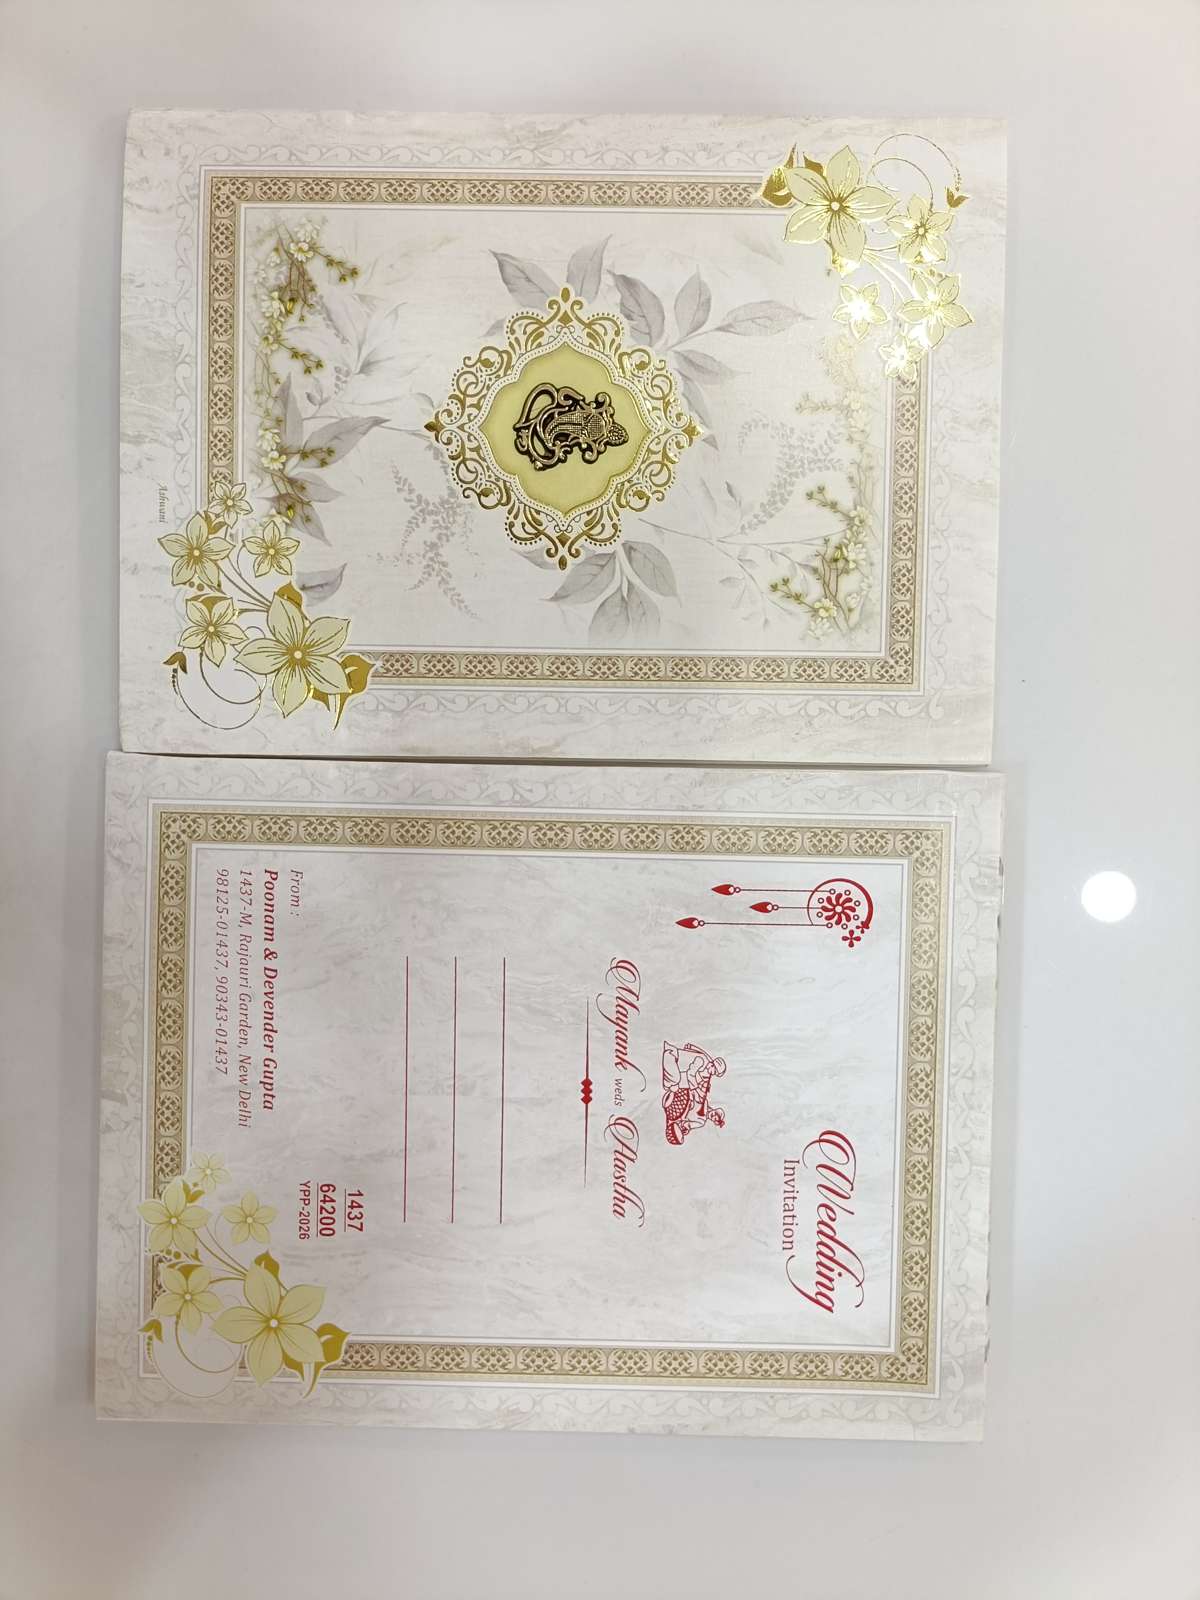 Ashwani
Wedding
Invitation
Mayank weds Aastha
From :
Poonam & Devender Gupta
1437-M, Rajauri Garden, New Delhi
98125-01437, 90343-01437
1437
64200
YPP-2026